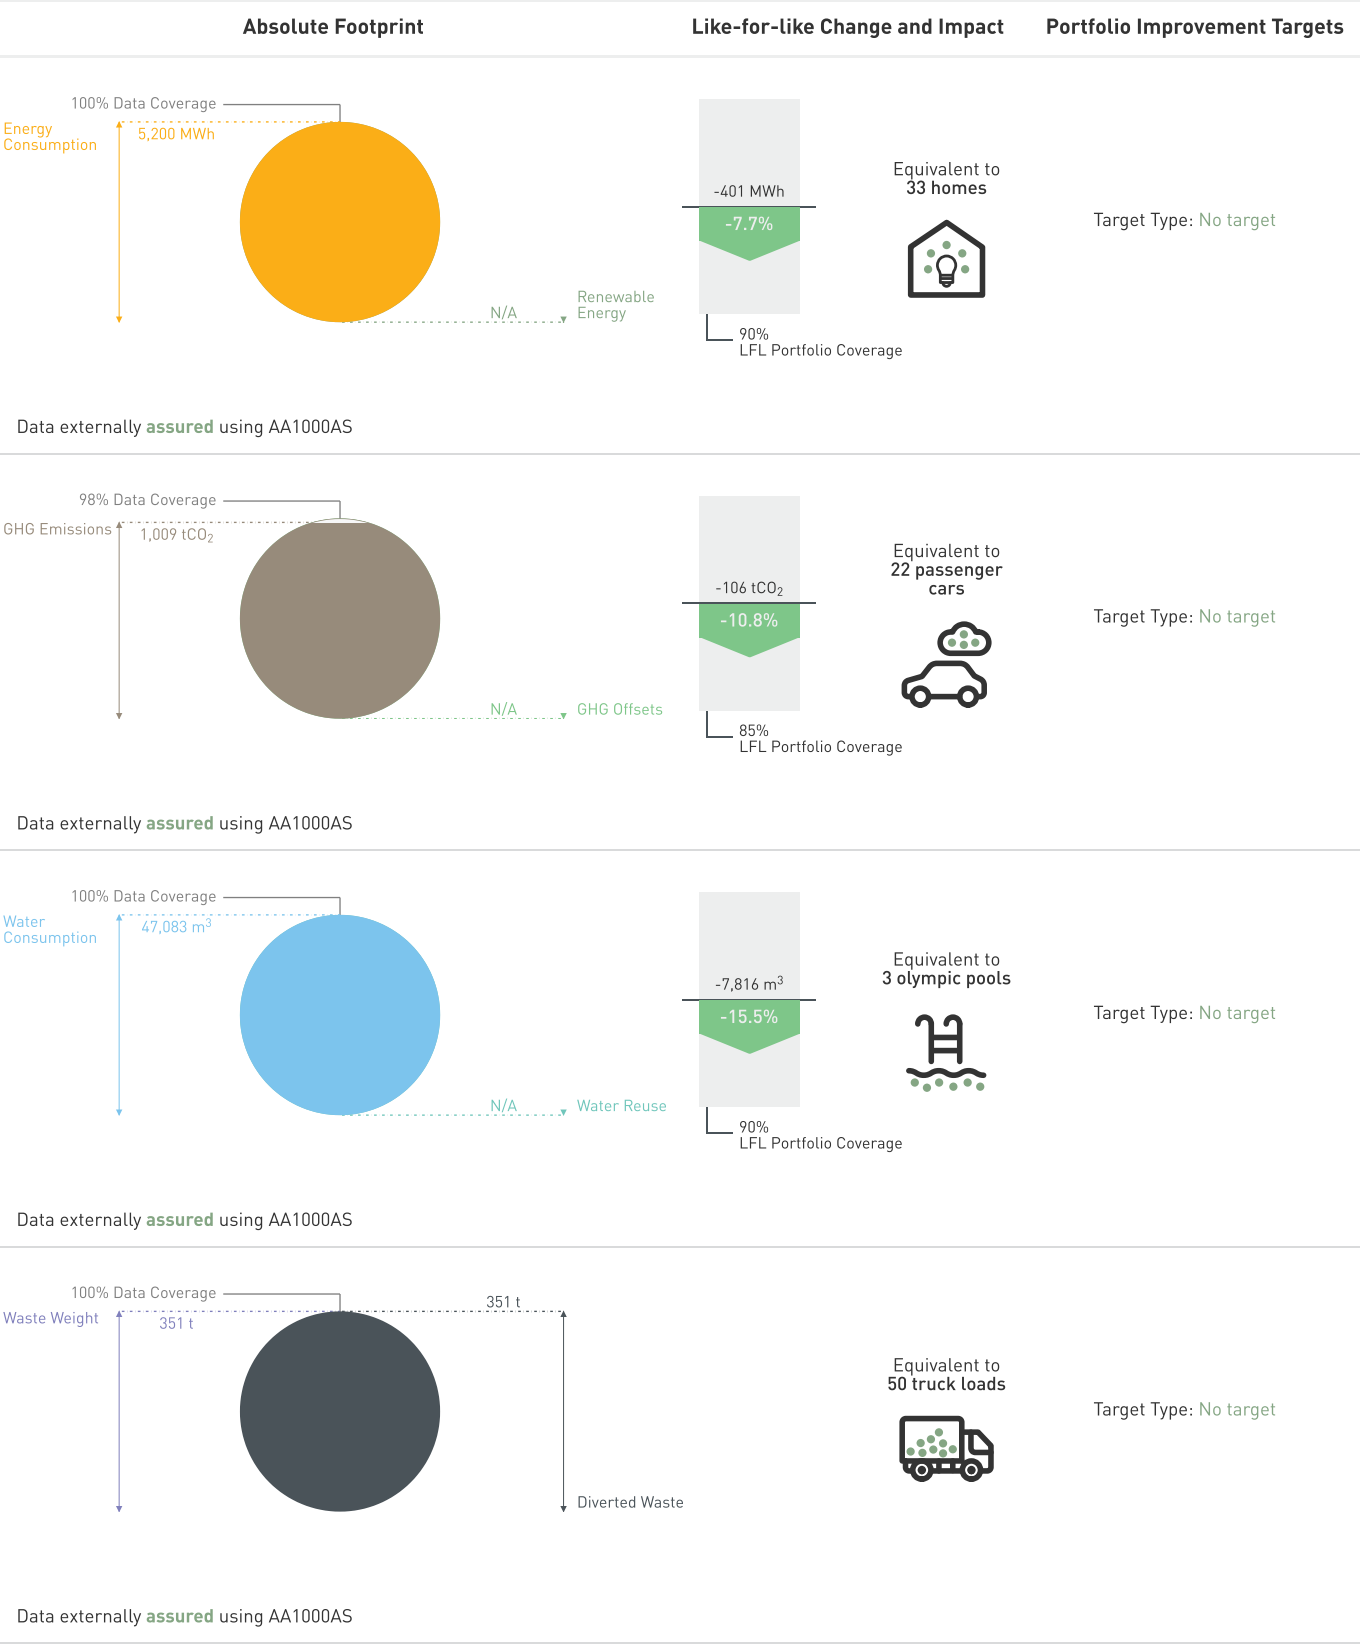 Absolute Footprint
Like-for-like Change and Impact
Portfolio Improvement Targets
100% Data Coverage
Energy
Consumption
5,200 MWh
N/A
Renewable
Energy
-401 MWh
-7.7%
90%
LFL Portfolio Coverage
Equivalent to
33 homes
Target Type: No target
Data externally assured using AA1000AS
98% Data Coverage
GHG Emissions
1,009 tCO₂
N/A
GHG Offsets
-106 tCO₂
-10.8%
85%
LFL Portfolio Coverage
Equivalent to
22 passenger
cars
Target Type: No target
Data externally assured using AA1000AS
100% Data Coverage
Water
Consumption
47,083 m³
N/A
Water Reuse
-7,816 m³
-15.5%
90%
LFL Portfolio Coverage
Equivalent to
3 olympic pools
Target Type: No target
Data externally assured using AA1000AS
100% Data Coverage
Waste Weight
351 t
351 t
Diverted Waste
Equivalent to
50 truck loads
Target Type: No target
Data externally assured using AA1000AS